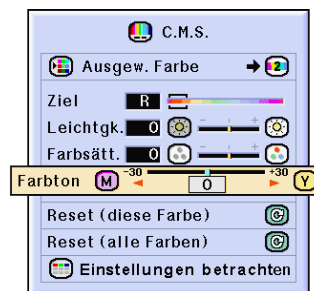 C.M.S.
Ausgew. Farbe 2
Ziel R
Leichtgk. 0 - +
Farbsätt. 0 - +
Farbton M -30 0 +30 Y
Reset (diese Farbe)
Reset (alle Farben)
Einstellungen betrachten